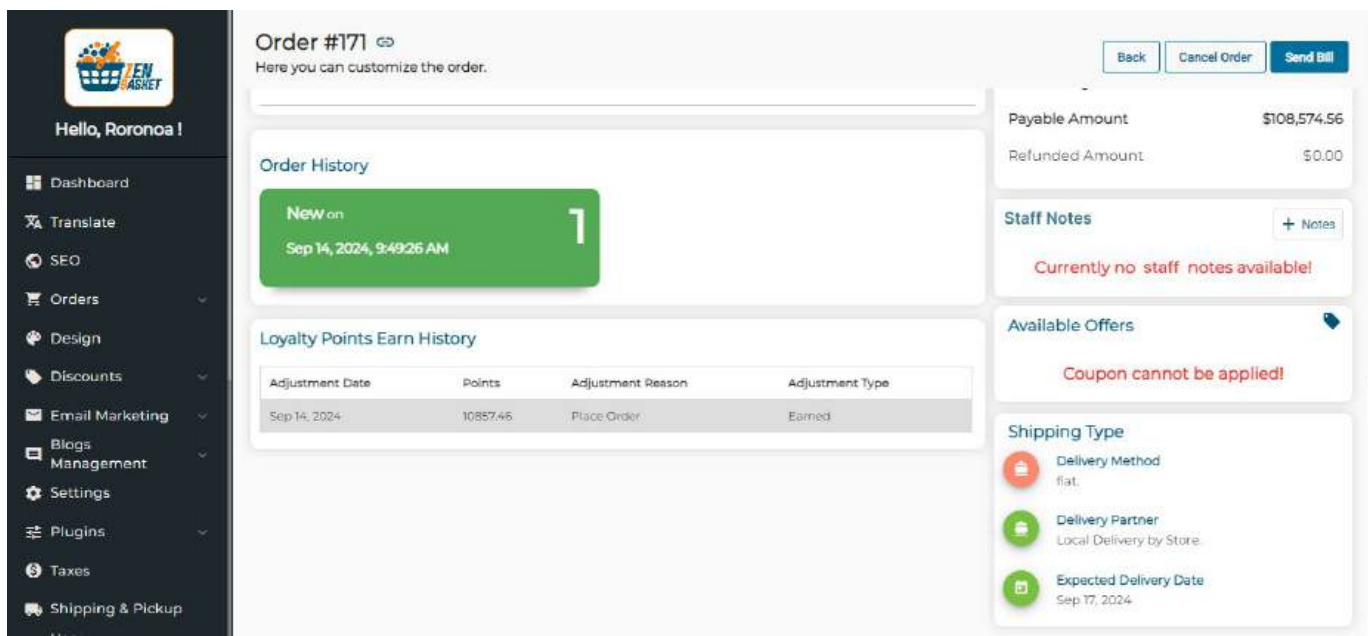 ZEN
BASKET
Hello, Roronoa !
Dashboard
Translate
SEO
Orders
Design
Discounts
Email Marketing
Blogs
Management
Settings
Plugins
Taxes
Shipping & Pickup
Order #171
Here you can customize the order.
Back
Cancel Order
Send Bill
Order History
New on
Sep 14, 2024, 9:49:26 AM
1
Loyalty Points Earn History
Adjustment Date Points Adjustment Reason Adjustment Type
Sep 14, 2024 10857.46 Place Order Earned
Payable Amount $108,574.56
Refunded Amount $0.00
Staff Notes
+ Notes
Currently no staff notes available!
Available Offers
Coupon cannot be applied!
Shipping Type
Delivery Method
flat.
Delivery Partner
Local Delivery by Store.
Expected Delivery Date
Sep 17, 2024